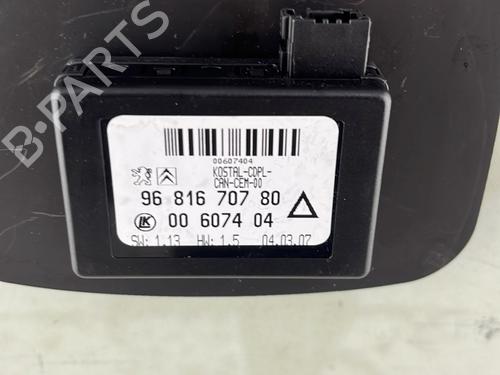 B-PARTS
00607404
KOSTAL-CDPL-
CAN-CEM-00
96 816 707 80
LK 00 6074 04
SW: 1.13 HW: 1.5 04.03.07